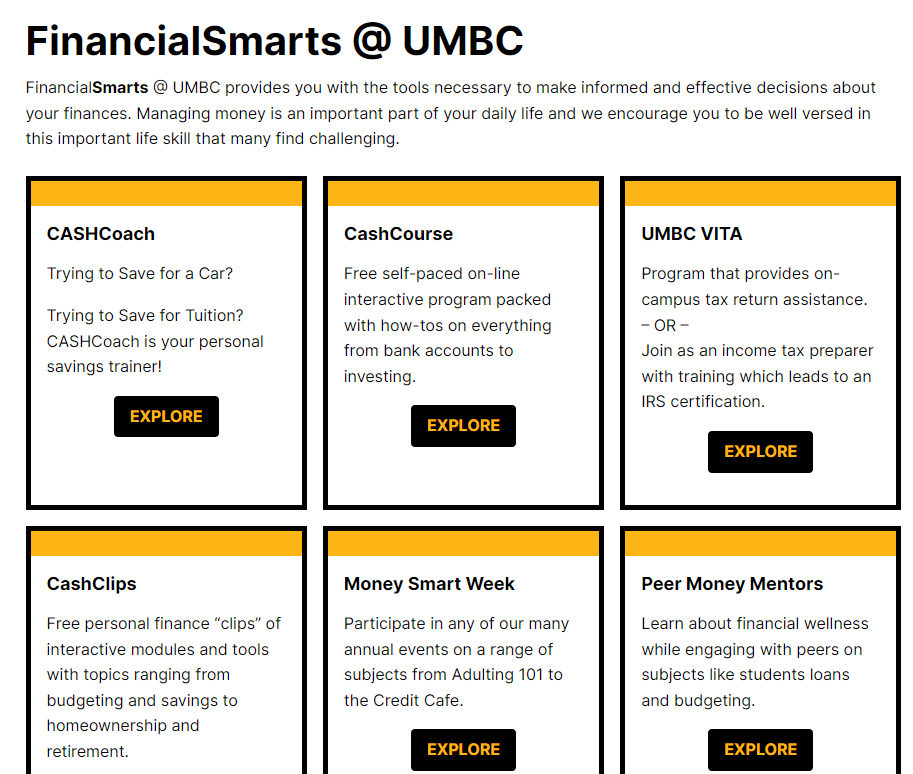 FinancialSmarts @ UMBC
FinancialSmarts @ UMBC provides you with the tools necessary to make informed and effective decisions about
your finances. Managing money is an important part of your daily life and we encourage you to be well versed in
this important life skill that many find challenging.
CASHCoach
Trying to Save for a Car?
Trying to Save for Tuition?
CASHCoach is your personal
savings trainer!
EXPLORE
CashCourse
Free self-paced on-line
interactive program packed
with how-tos on everything
from bank accounts to
investing.
EXPLORE
UMBC VITA
Program that provides on-
campus tax return assistance.
– OR –
Join as an income tax preparer
with training which leads to an
IRS certification.
EXPLORE
CashClips
Free personal finance “clips” of
interactive modules and tools
with topics ranging from
budgeting and savings to
homeownership and
retirement.
Money Smart Week
Participate in any of our many
annual events on a range of
subjects from Adulting 101 to
the Credit Cafe.
EXPLORE
Peer Money Mentors
Learn about financial wellness
while engaging with peers on
subjects like students loans
and budgeting.
EXPLORE